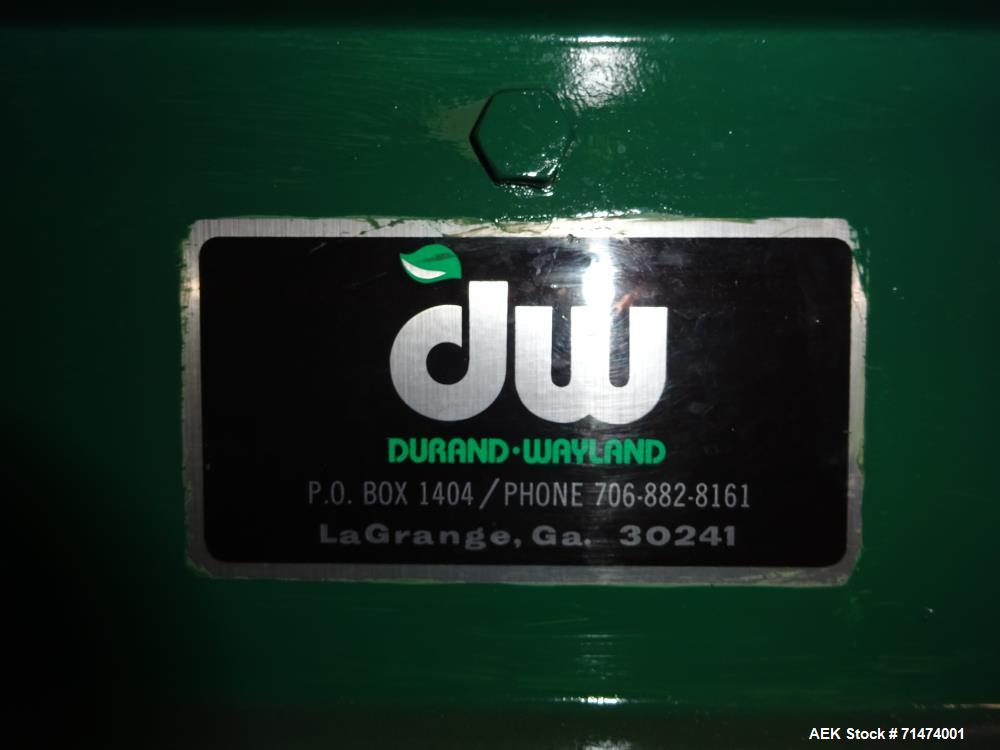 dw
DURAND·WAYLAND
P.O. BOX 1404 / PHONE 706-882-8161
LaGrange, Ga. 30241
AEK Stock # 71474001